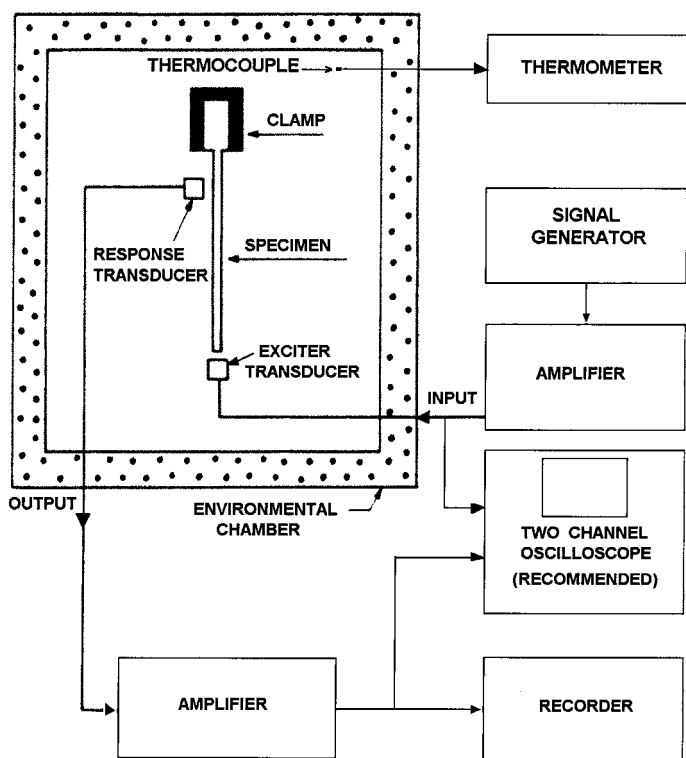 THERMOCOUPLE
THERMOMETER
CLAMP
SIGNAL
GENERATOR
RESPONSE
TRANSDUCER
SPECIMEN
EXCITER
TRANSDUCER
AMPLIFIER
INPUT
OUTPUT
ENVIRONMENTAL
CHAMBER
TWO CHANNEL
OSCILLOSCOPE
(RECOMMENDED)
AMPLIFIER
RECORDER